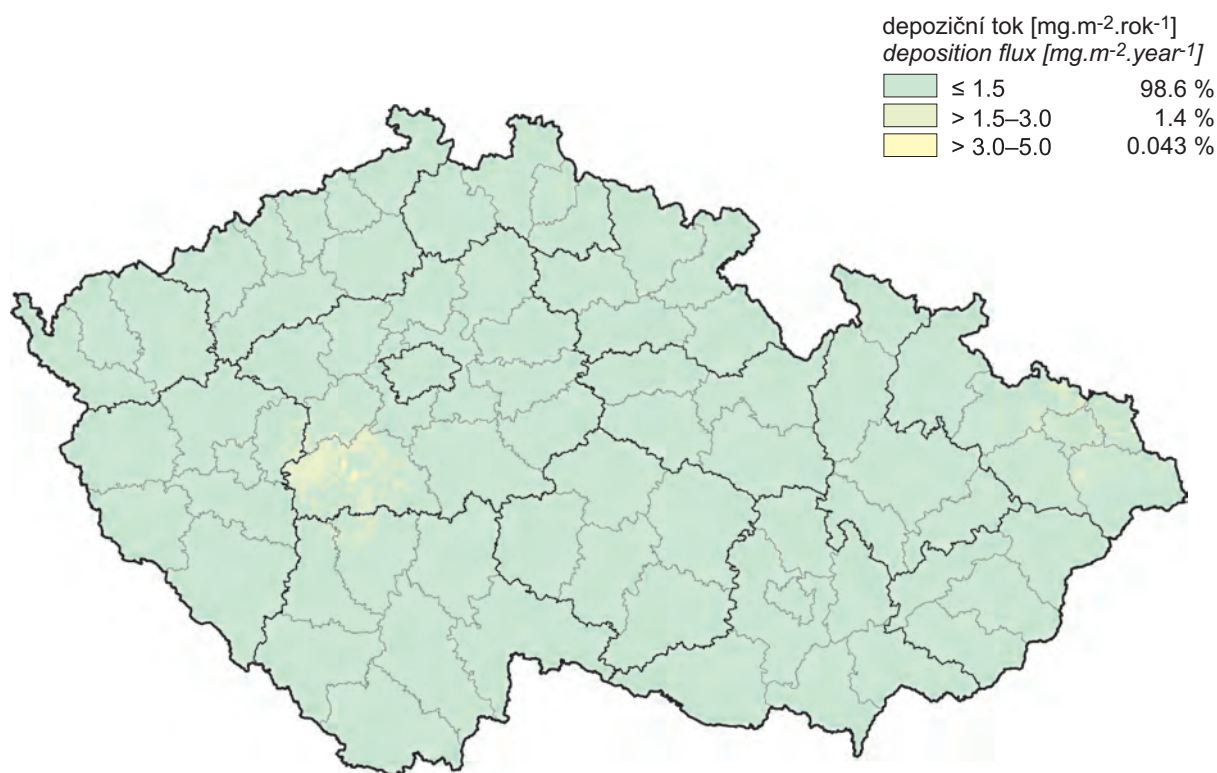 depoziční tok [mg.m-2.rok-1]
deposition flux [mg.m-2.year-1]
≤ 1.5 98.6 %
> 1.5–3.0 1.4 %
> 3.0–5.0 0.043 %